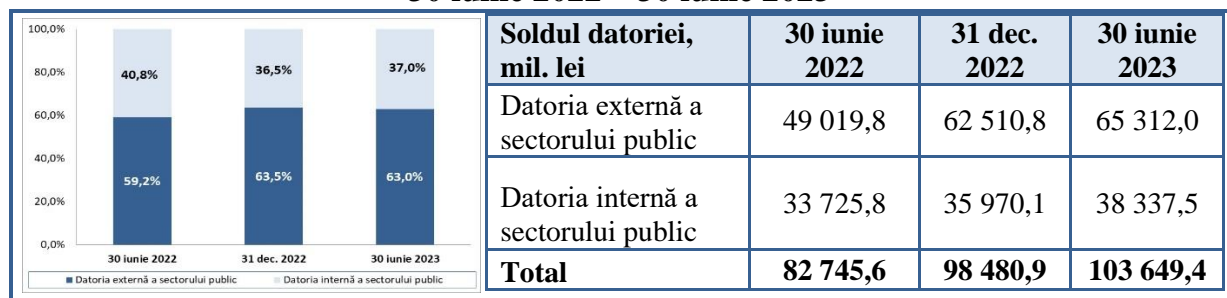 100,0%
80,0%
60,0%
40,0%
20,0%
0,0%
40,8%
36,5%
37,0%
59,2%
63,5%
63,0%
30 iunie 2022
31 dec. 2022
30 iunie 2023
Datoria externă a sectorului public
Datoria internă a sectorului public
Soldul datoriei, mil. lei
30 iunie 2022
31 dec. 2022
30 iunie 2023
Datoria externă a sectorului public
49 019,8
62 510,8
65 312,0
Datoria internă a sectorului public
33 725,8
35 970,1
38 337,5
Total
82 745,6
98 480,9
103 649,4